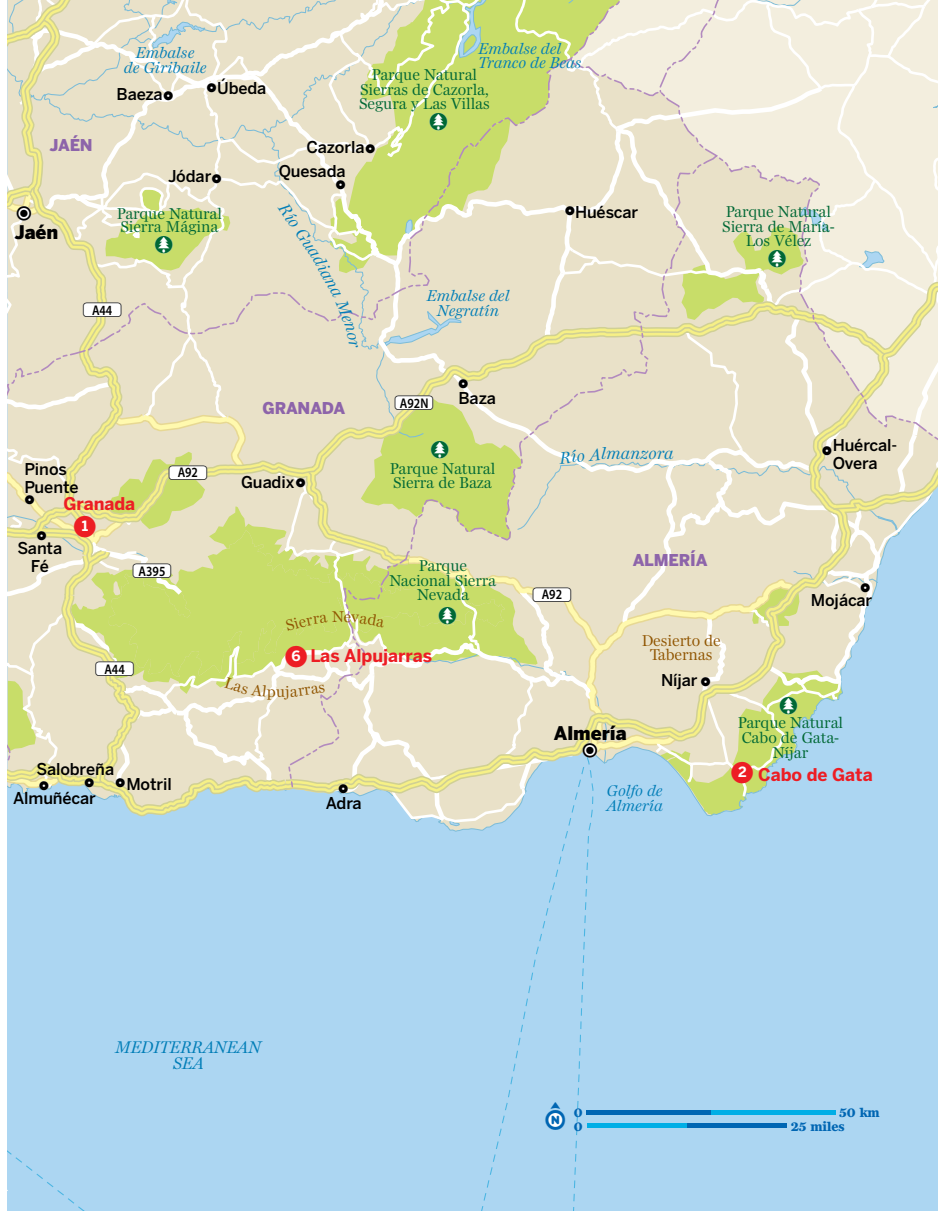 Embalse del
Tranco de Beas
Embalse
de Giribaile
Parque Natural
Sierras de Cazorla,
Segura y Las Villas
Baeza
Úbeda
JAÉN
Cazorla
Quesada
Jódar
Jaén
Parque Natural
Sierra Mágina
Huéscar
Parque Natural
Sierra de María-
Los Vélez
Río Guadiana Menor
Embalse del
Negratín
A44
GRANADA
A92N
Baza
Río Almanzora
Huércal-
Overa
Parque Natural
Sierra de Baza
Pinos
Puente
A92
Guadix
Granada
1
Santa
Fé
A395
ALMERÍA
Parque
Nacional Sierra
Nevada
A92
Mojácar
Sierra Nevada
Desierto de
Tabernas
6 Las Alpujarras
A44
Las Alpujarras
Níjar
Parque Natural
Cabo de Gata-
Níjar
Almería
2 Cabo de Gata
Salobreña
Almuñécar
Motril
Adra
Golfo de
Almería
MEDITERRANEAN
SEA
N
0 50 km
0 25 miles